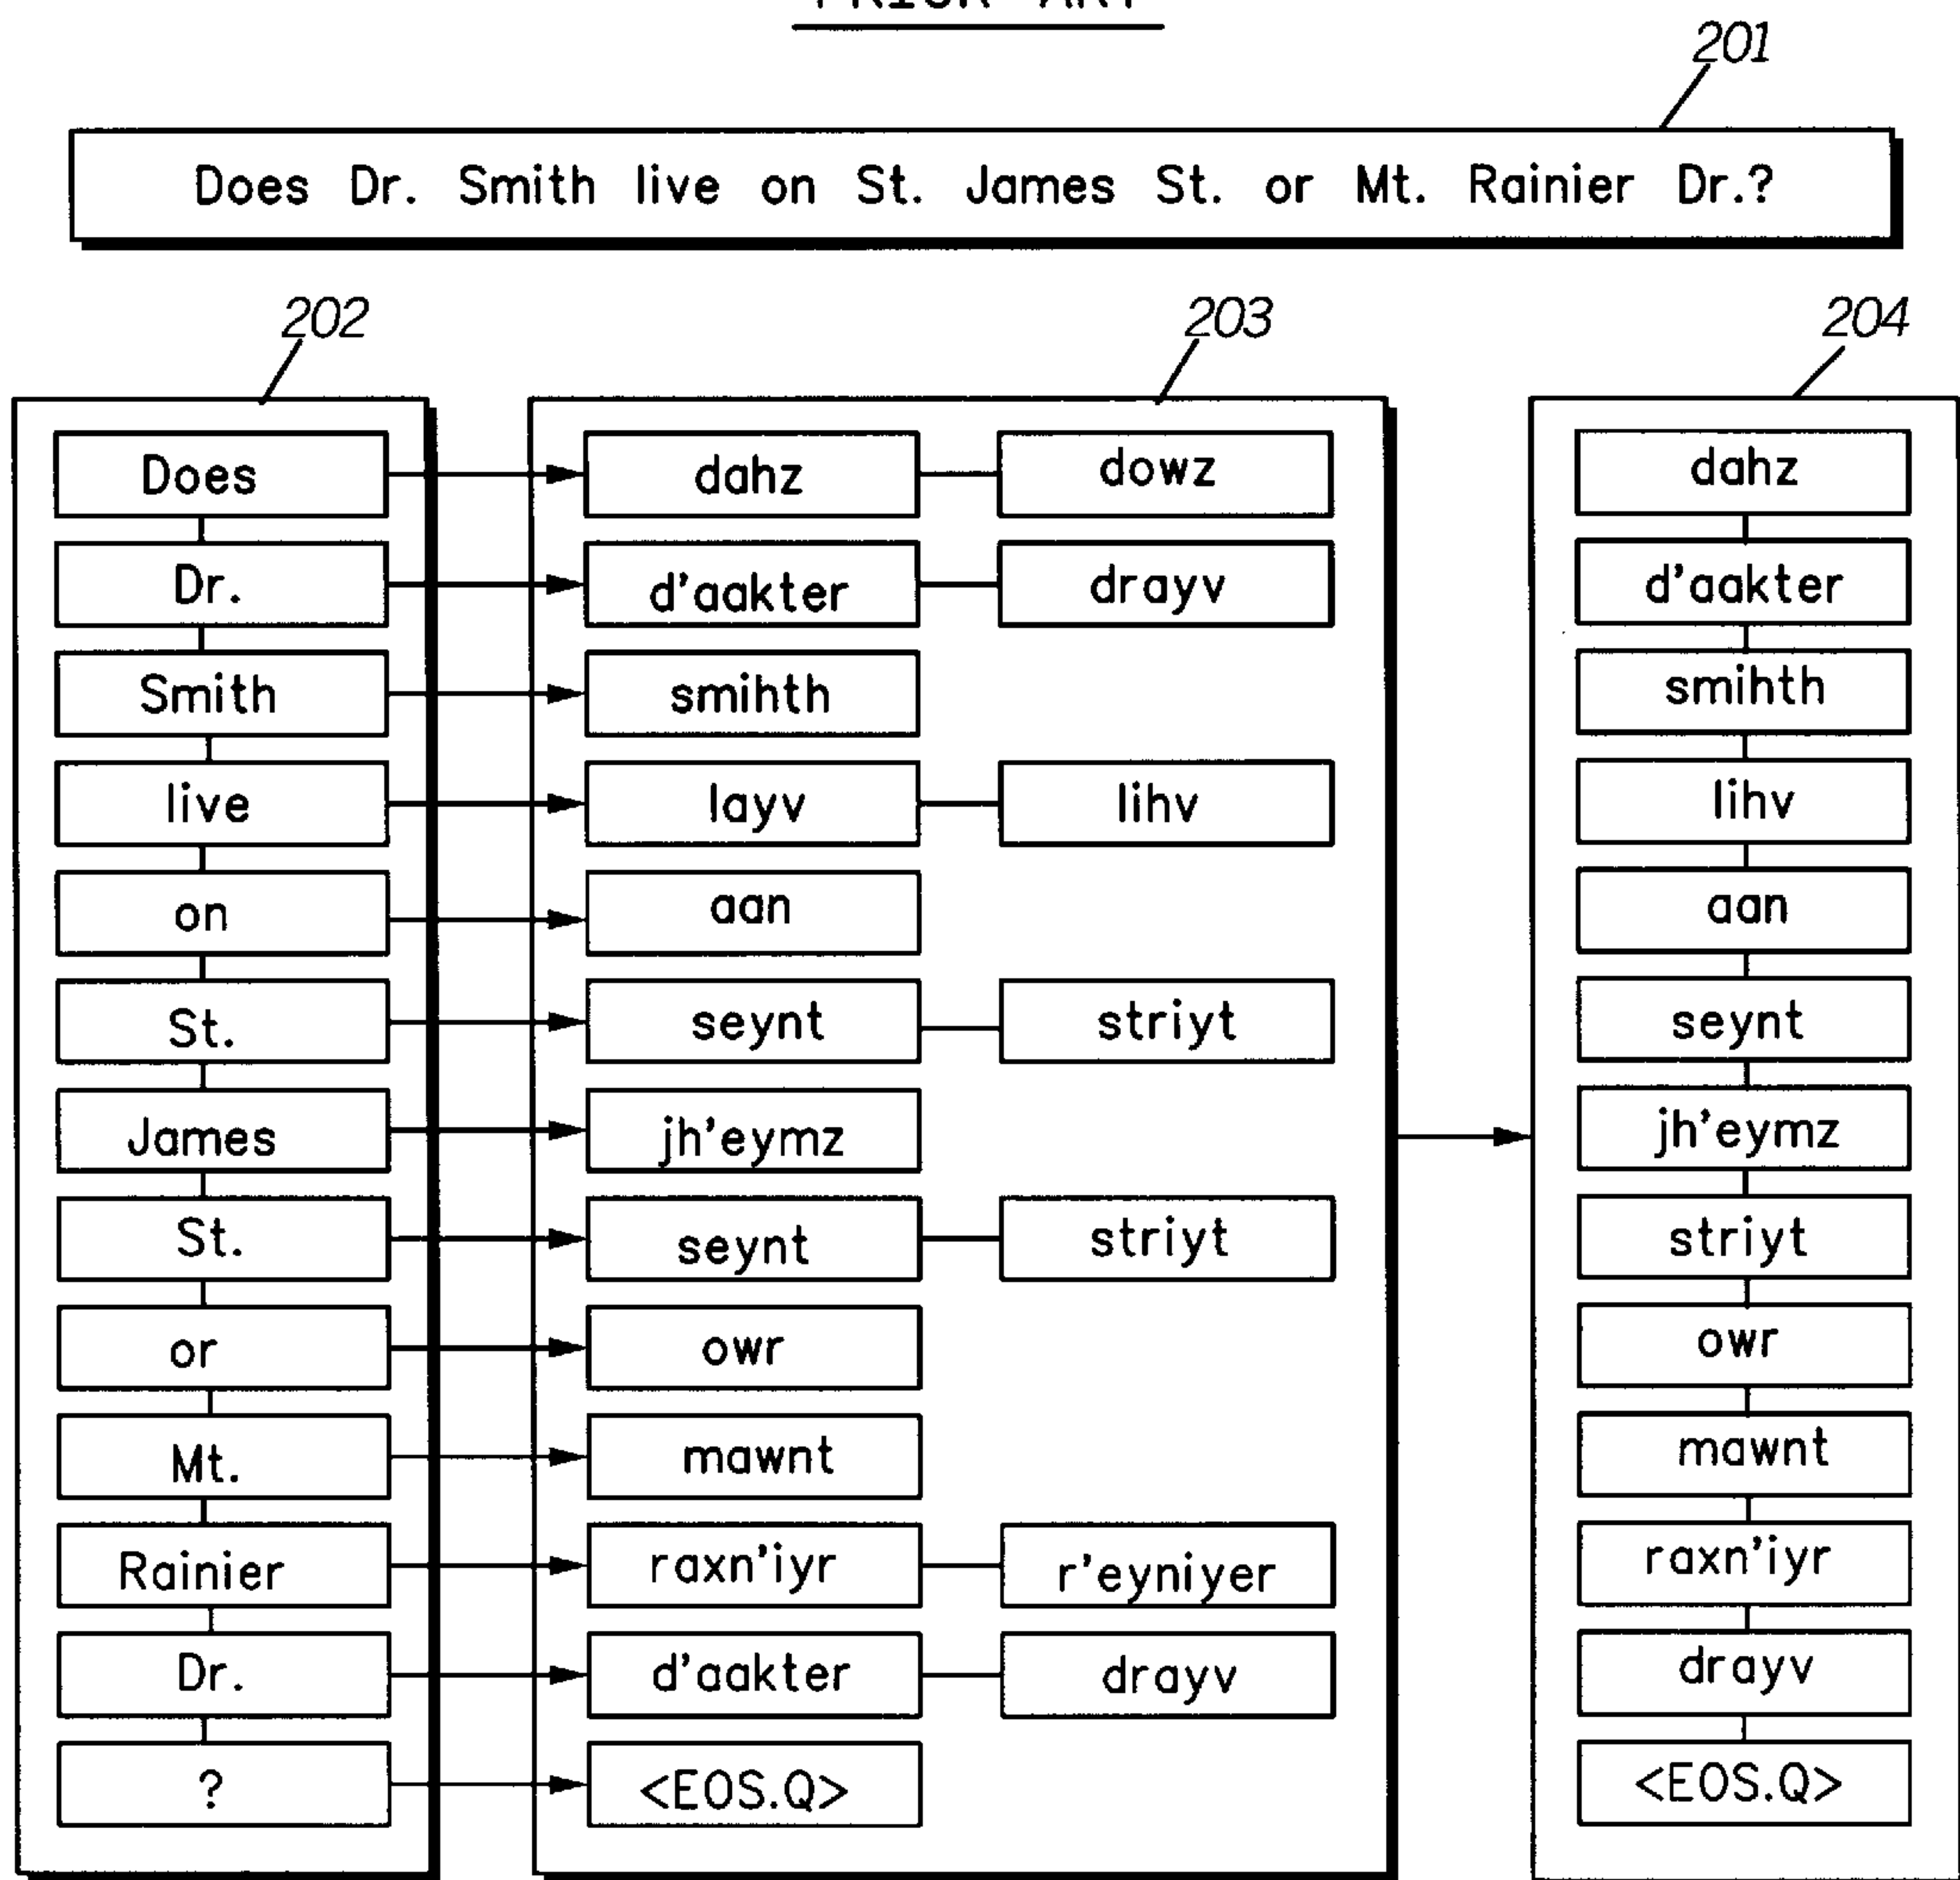 PRIOR ART
201
Does Dr. Smith live on St. James St. or Mt. Rainier Dr.?
202 203 204
Does dahz dowz dahz
Dr. d'aakter drayv d'aakter
Smith smihth smihth
live layv lihv lihv
on aan aan
St. seynt striyt seynt
James jh'eymz jh'eymz
St. seynt striyt striyt
or owr owr
Mt. mawnt mawnt
Rainier raxn'iyr r'eyniyer raxn'iyr
Dr. d'aakter drayv drayv
? <EOS.Q> <EOS.Q>